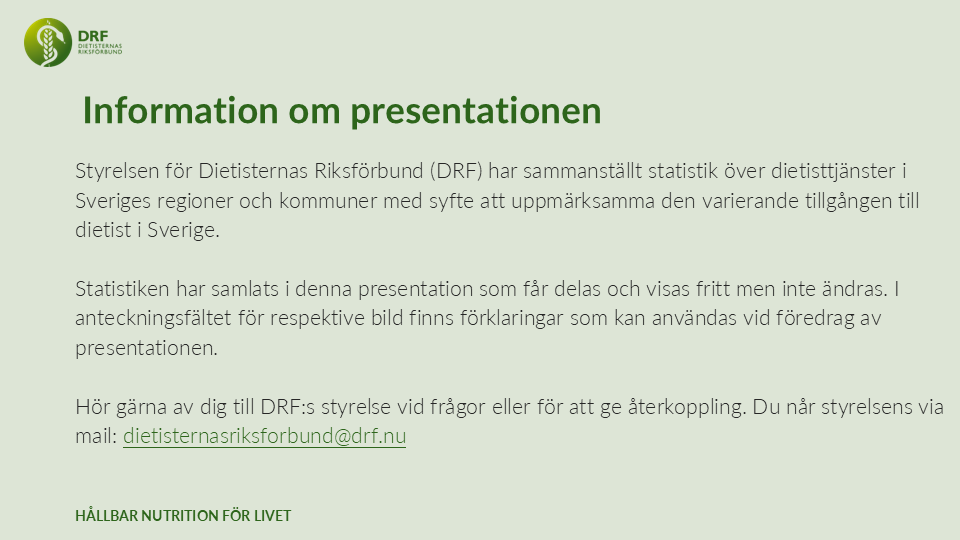 DRF
DIETISTERNAS
RIKSFÖRBUND
Information om presentationen
Styrelsen för Dietisternas Riksförbund (DRF) har sammanställt statistik över dietisttjänster i
Sveriges regioner och kommuner med syfte att uppmärksamma den varierande tillgången till
dietist i Sverige.
Statistiken har samlats i denna presentation som får delas och visas fritt men inte ändras. I
anteckningsfältet för respektive bild finns förklaringar som kan användas vid föredrag av
presentationen.
Hör gärna av dig till DRF:s styrelse vid frågor eller för att ge återkoppling. Du når styrelsens via
mail: dietisternasriksforbund@drf.nu
HÅLLBAR NUTRITION FÖR LIVET